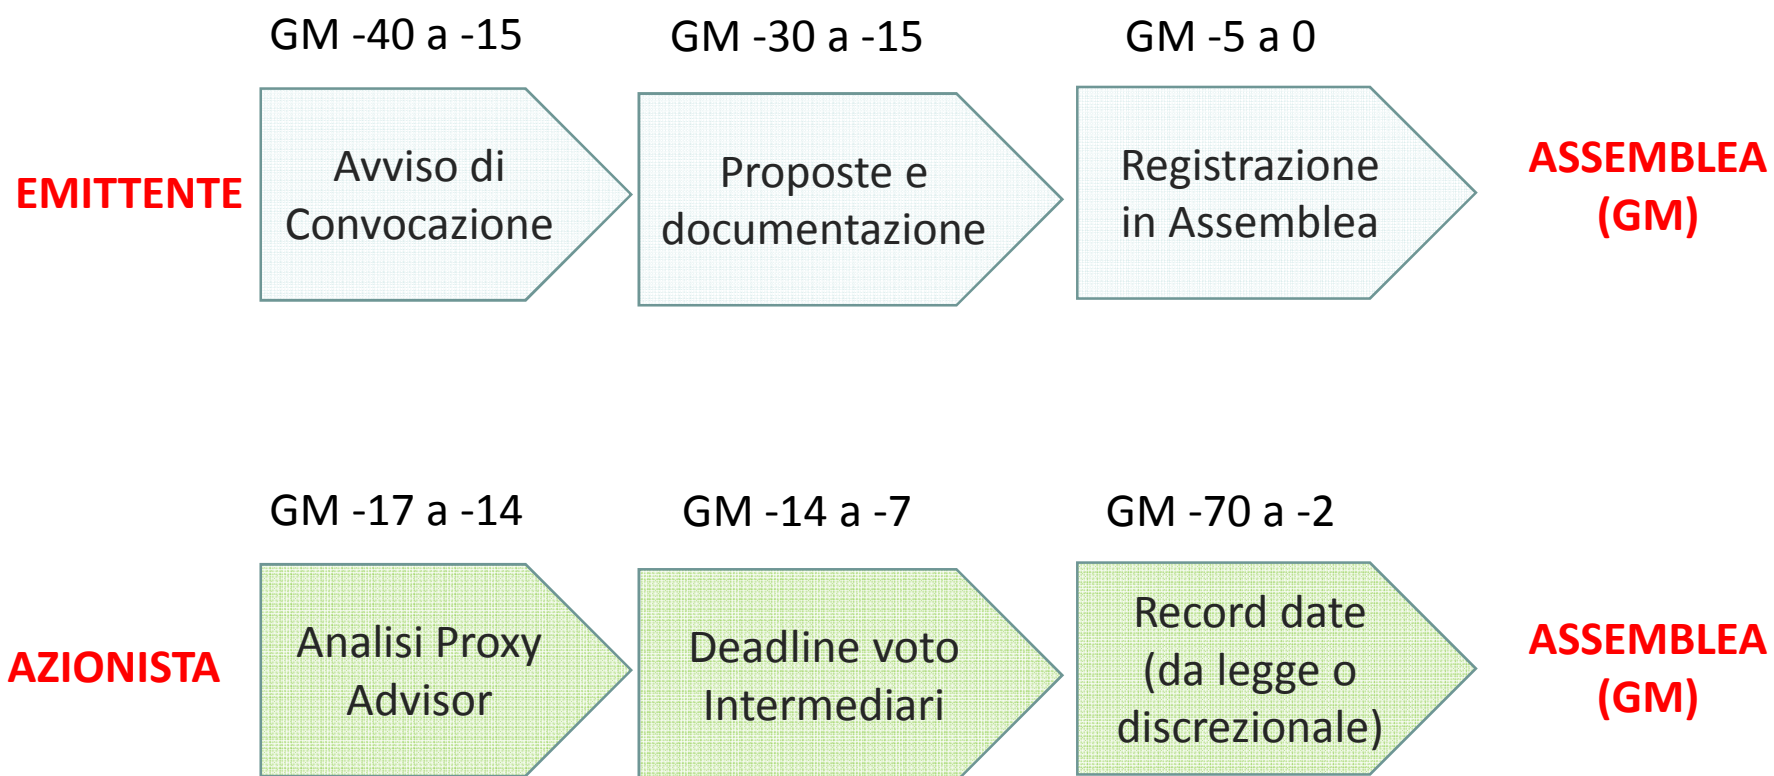 GM -40 a -15
GM -30 a -15
GM -5 a 0
EMITTENTE
Avviso di
Convocazione
Proposte e
documentazione
Registrazione
in Assemblea
ASSEMBLEA
(GM)
GM -17 a -14
GM -14 a -7
GM -70 a -2
AZIONISTA
Analisi Proxy
Advisor
Deadline voto
Intermediari
Record date
(da legge o
discrezionale)
ASSEMBLEA
(GM)